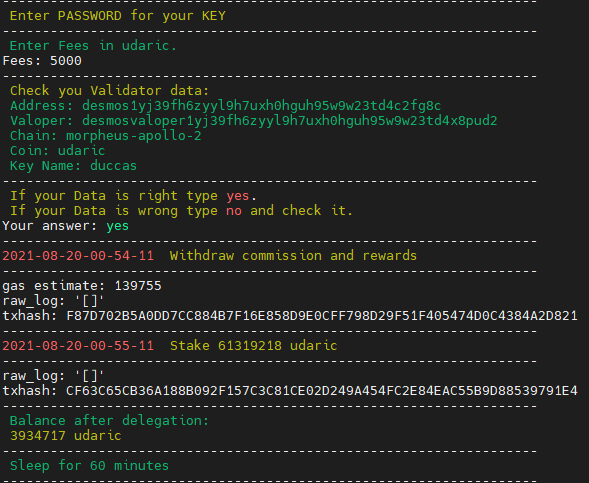 --------------------------------------------------------------------
Enter PASSWORD for your KEY
--------------------------------------------------------------------
Enter Fees in udaric.
Fees: 5000
--------------------------------------------------------------------
Check you Validator data:
Address: desmos1yj39fh6zyyl9h7uxh0hguh95w9w23td4c2fg8c
Valoper: desmosvaloper1yj39fh6zyyl9h7uxh0hguh95w9w23td4x8pud2
Chain: morpheus-apollo-2
Coin: udaric
Key Name: duccas
--------------------------------------------------------------------
If your Data is right type yes.
If your Data is wrong type no and check it.
Your answer: yes
--------------------------------------------------------------------
2021-08-20-00-54-11  Withdraw commission and rewards
--------------------------------------------------------------------
gas estimate: 139755
raw_log: '[]'
txhash: F87D702B5A0DD7CC884B7F16E858D9E0CFF798D29F51F405474D0C4384A2D821
--------------------------------------------------------------------
2021-08-20-00-55-11  Stake 61319218 udaric
--------------------------------------------------------------------
raw_log: '[]'
txhash: CF63C65CB36A188B092F157C3C81CE02D249A454FC2E84EAC55B9D88539791E4
--------------------------------------------------------------------
Balance after delegation:
3934717 udaric
--------------------------------------------------------------------
Sleep for 60 minutes
--------------------------------------------------------------------